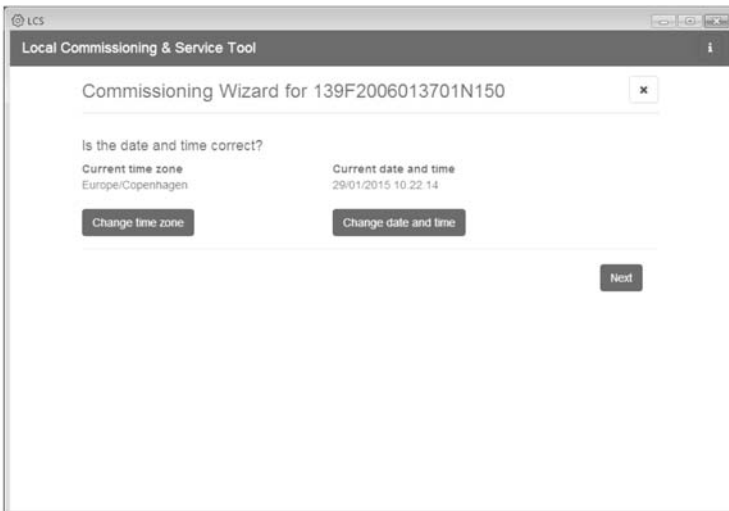 LCS
Local Commissioning & Service Tool
i
Commissioning Wizard for 139F2006013701N150
×
Is the date and time correct?
Current time zone
Current date and time
Europe/Copenhagen
29/01/2015 10.22.14
Change time zone
Change date and time
Next